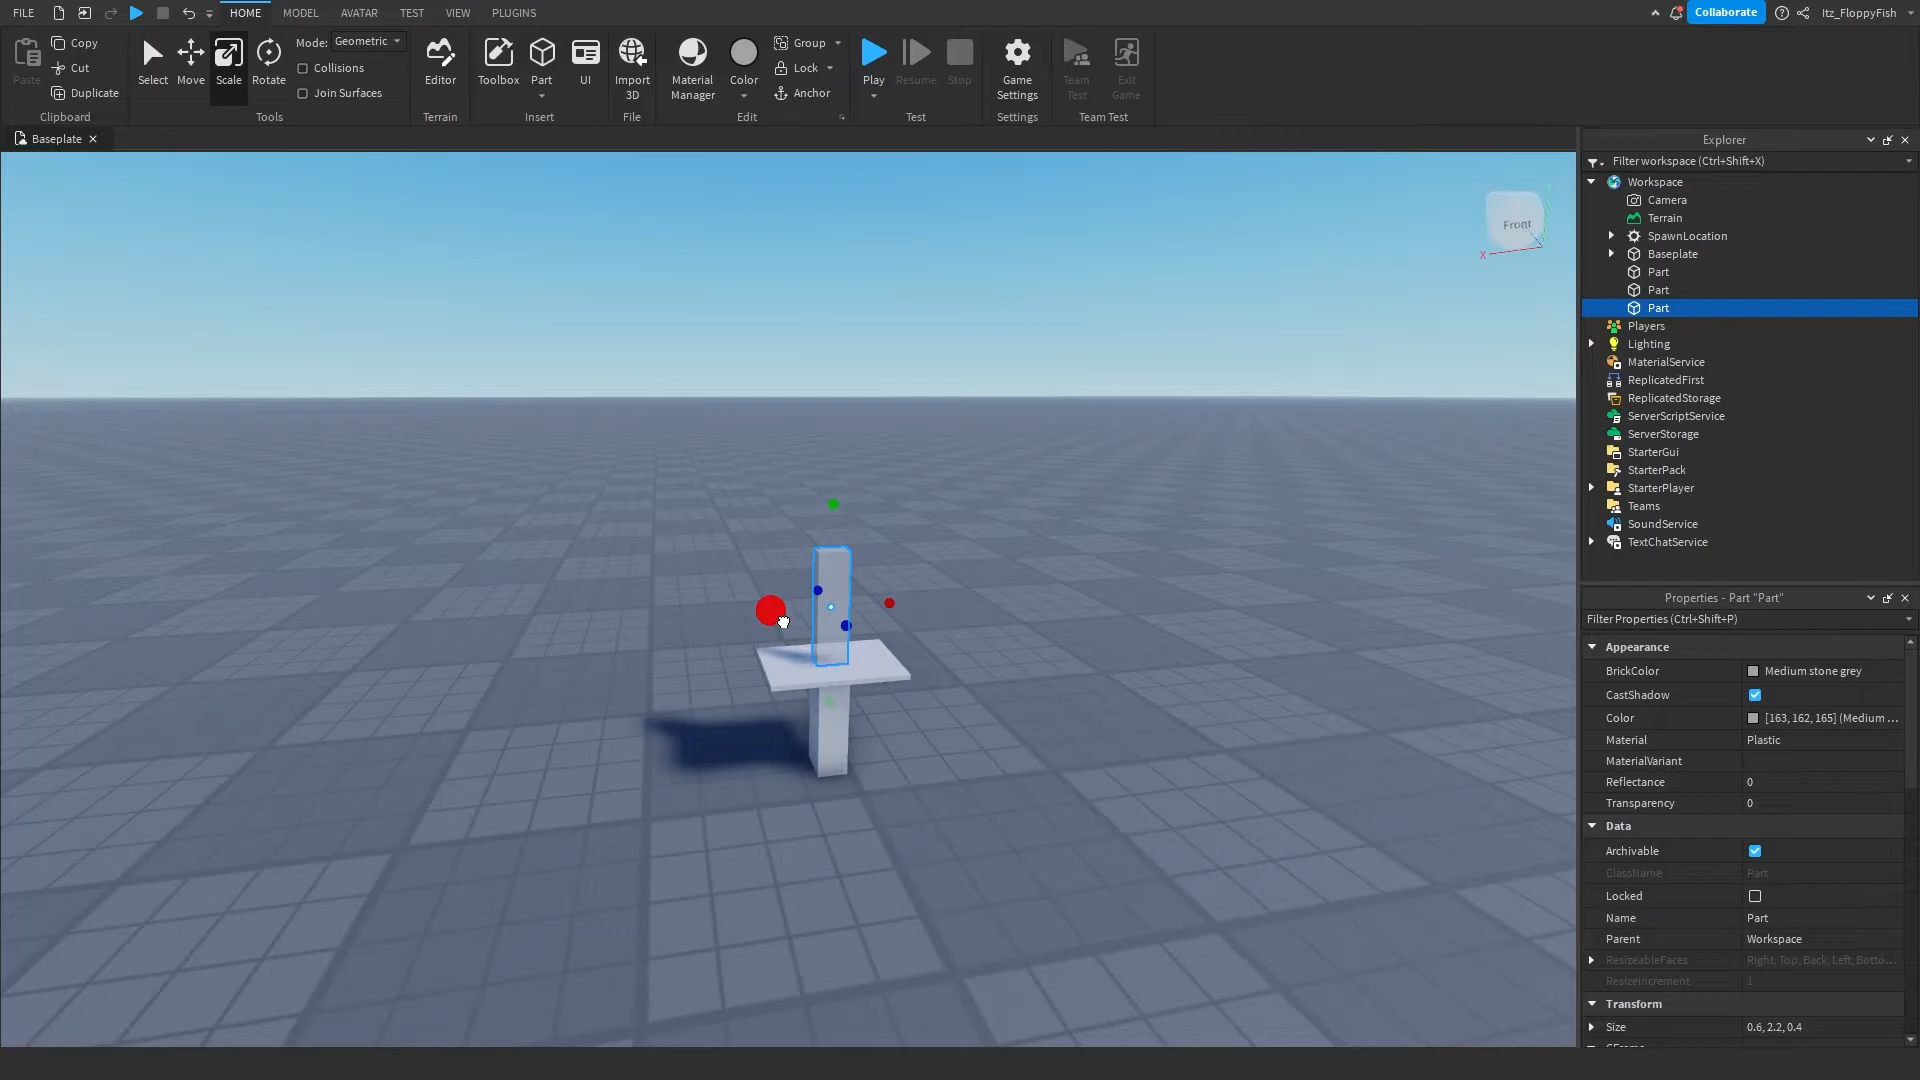 FILE HOME MODEL AVATAR TEST VIEW PLUGINS Collaborate Itz_FloppyFish
Paste Copy Cut Duplicate
Clipboard
Select Move Scale Rotate
Mode: Geometric
Collisions
Join Surfaces
Tools
Editor
Terrain
Toolbox Part UI
Insert
Import 3D
File
Material Manager
Color
Group
Lock
Anchor
Edit
Play Resume Stop
Test
Game Settings
Settings
Team Test
Exit Game
Team Test
Baseplate
Front
X
Explorer
Filter workspace (Ctrl+Shift+X)
Workspace
Camera
Terrain
SpawnLocation
Baseplate
Part
Part
Part
Players
Lighting
MaterialService
ReplicatedFirst
ReplicatedStorage
ServerScriptService
ServerStorage
StarterGui
StarterPack
StarterPlayer
Teams
SoundService
TextChatService
Properties - Part "Part"
Filter Properties (Ctrl+Shift+P)
Appearance
BrickColor Medium stone grey
CastShadow
Color [163, 162, 165] (Medium ...
Material Plastic
MaterialVariant
Reflectance 0
Transparency 0
Data
Archivable
ClassName Part
Locked
Name Part
Parent Workspace
ResizeableFaces Right, Top, Back, Left, Botto...
ResizeIncrement 1
Transform
Size 0.6, 2.2, 0.4